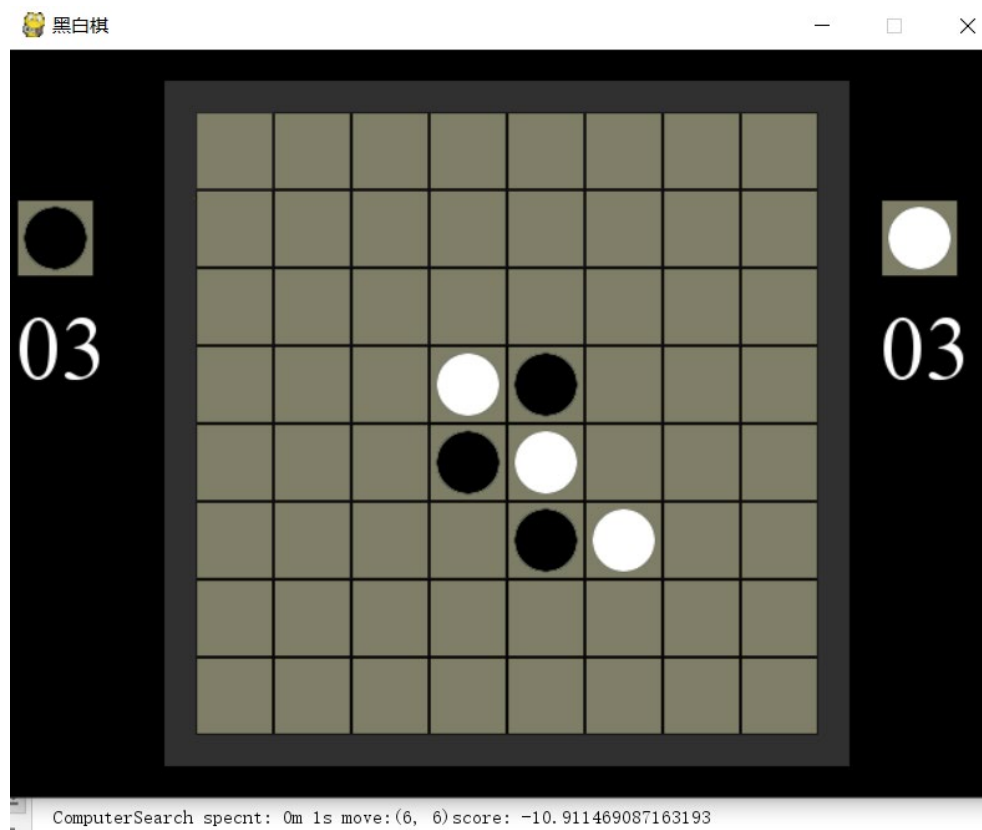 黑白棋
03
03
ComputerSearch specnt: 0m 1s move:(6, 6)score: -10.911469087163193